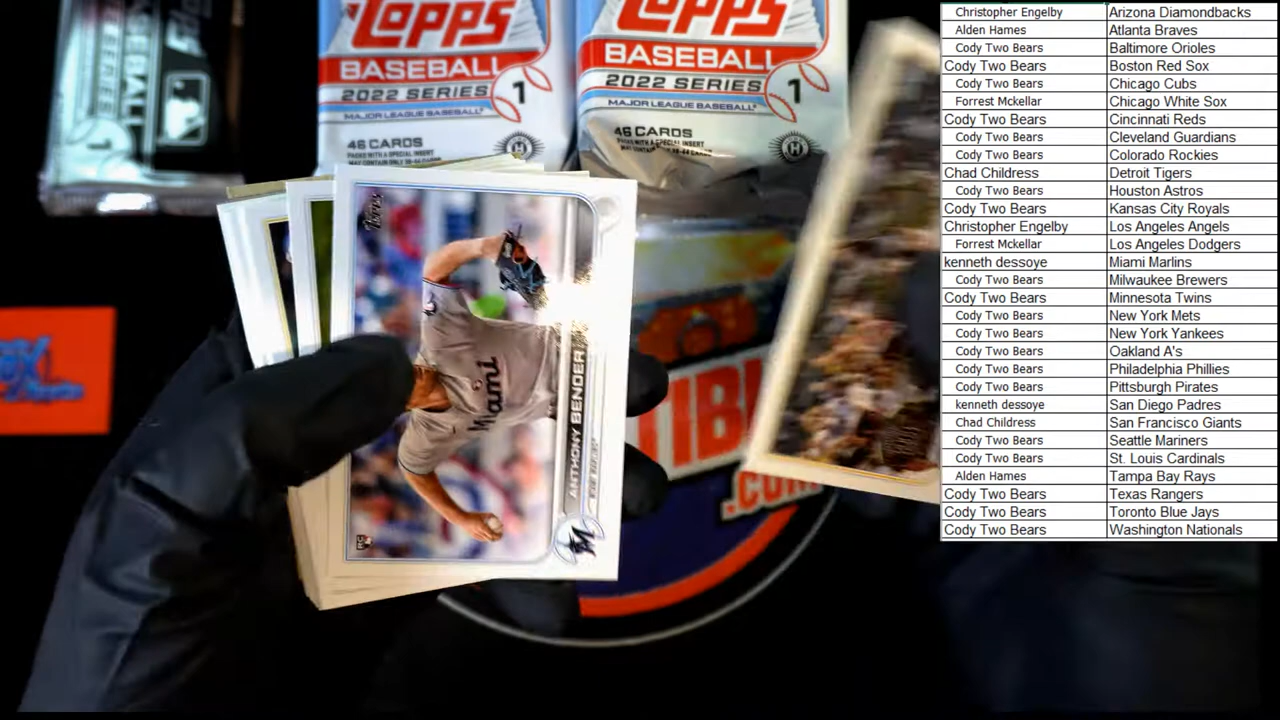 TOPPS
BASEBALL
2022 SERIES 1
MAJOR LEAGUE BASEBALL
46 CARDS
TOPPS
BASEBALL
2022 SERIES 1
MAJOR LEAGUE BASEBALL
46 CARDS
Topps
Miami
ANTHONY BENDER
RC
TIBL
.COM
Christopher Engelby Arizona Diamondbacks
Alden Hames Atlanta Braves
Cody Two Bears Baltimore Orioles
Cody Two Bears Boston Red Sox
Cody Two Bears Chicago Cubs
Forrest Mckellar Chicago White Sox
Cody Two Bears Cincinnati Reds
Cody Two Bears Cleveland Guardians
Cody Two Bears Colorado Rockies
Chad Childress Detroit Tigers
Cody Two Bears Houston Astros
Cody Two Bears Kansas City Royals
Christopher Engelby Los Angeles Angels
Forrest Mckellar Los Angeles Dodgers
kenneth dessoye Miami Marlins
Cody Two Bears Milwaukee Brewers
Cody Two Bears Minnesota Twins
Cody Two Bears New York Mets
Cody Two Bears New York Yankees
Cody Two Bears Oakland A's
Cody Two Bears Philadelphia Phillies
Cody Two Bears Pittsburgh Pirates
kenneth dessoye San Diego Padres
Chad Childress San Francisco Giants
Cody Two Bears Seattle Mariners
Cody Two Bears St. Louis Cardinals
Alden Hames Tampa Bay Rays
Cody Two Bears Texas Rangers
Cody Two Bears Toronto Blue Jays
Cody Two Bears Washington Nationals